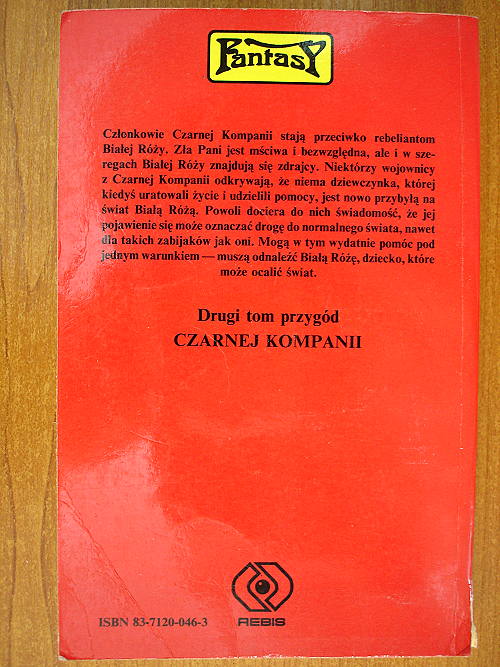 Fantasy
Członkowie Czarnej Kompanii stają przeciwko rebeliantom
Białej Róży. Zła Pani jest mściwa i bezwzględna, ale i w sze-
regach Białej Róży znajdują się zdrajcy. Niektórzy wojownicy
z Czarnej Kompanii odkrywają, że niema dziewczynka, której
kiedyś uratowali życie i udzielili pomocy, jest nowo przybyłą na
świat Białą Różą. Powoli dociera do nich świadomość, że jej
pojawienie się może oznaczać drogę do normalnego świata, nawet
dla takich zabijaków jak oni. Mogą w tym wydatnie pomóc pod
jednym warunkiem — muszą odnaleźć Białą Różę, dziecko, które
może ocalić świat.
Drugi tom przygód
CZARNEJ KOMPANII
ISBN 83-7120-046-3
REBIS